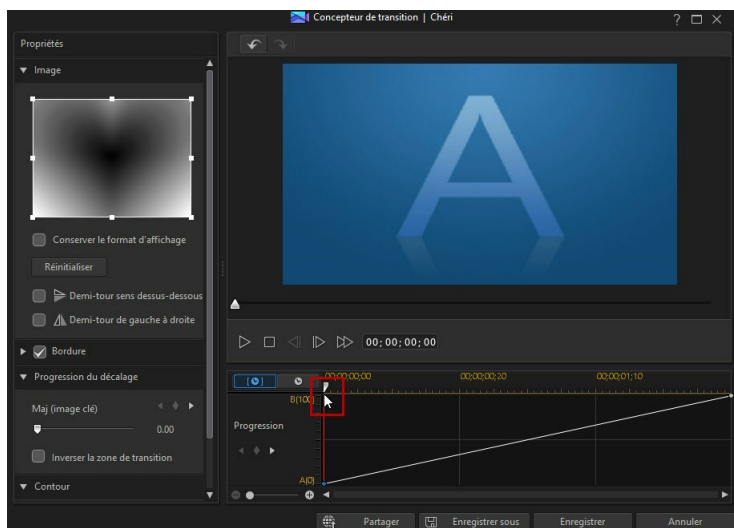 Concepteur de transition | Chéri
Propriétés
Image
Conserver le format d'affichage
Réinitialiser
Demi-tour sens dessus-dessous
Demi-tour de gauche à droite
Bordure
Progression du décalage
Maj (image clé)
0.00
Inverser la zone de transition
Contour
A
00; 00; 00; 00
00;00;00;00 00;00;00;20 00;00;01;10
B(100)
Progression
A(0)
Partager Enregistrer sous Enregistrer Annuler